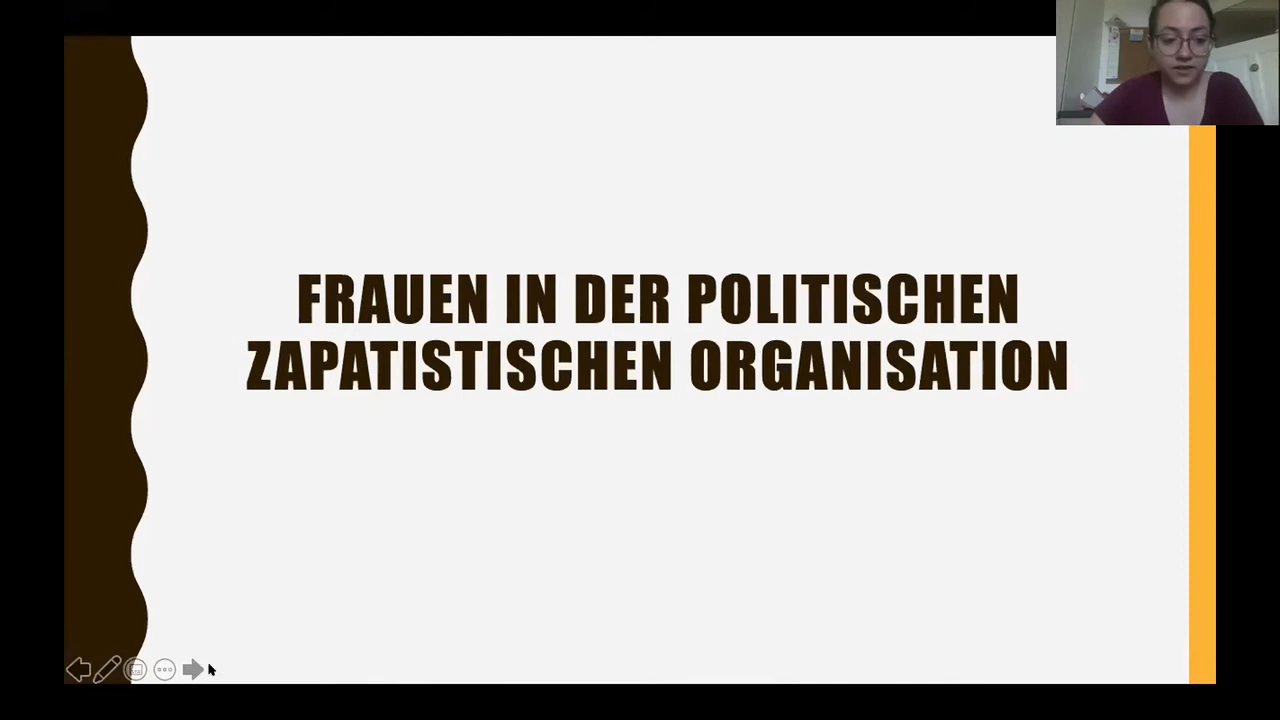 FRAUEN IN DER POLITISCHEN
ZAPATISTISCHEN ORGANISATION